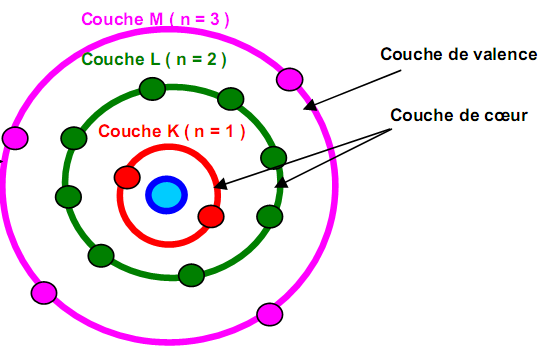 Couche M ( n = 3 )
Couche L ( n = 2 )
Couche K ( n = 1 )
Couche de valence
Couche de cœur